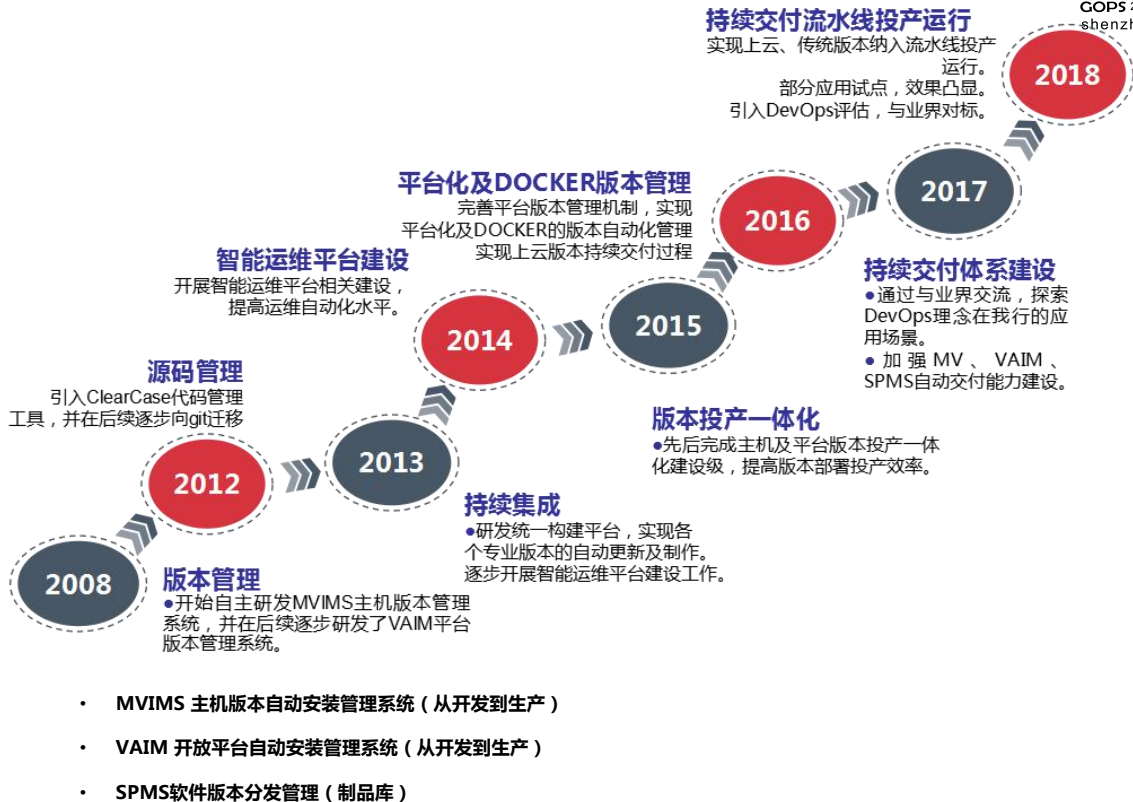 GOPS 2
shenzh
持续交付流水线投产运行
实现上云、传统版本纳入流水线投产
运行。
部分应用试点，效果凸显。
引入DevOps评估，与业界对标。
2018
2017
持续交付体系建设
●通过与业界交流，探索
DevOps理念在我行的应
用场景。
● 加 强 MV 、 VAIM 、
SPMS自动交付能力建设。
平台化及DOCKER版本管理
完善平台版本管理机制，实现
平台化及DOCKER的版本自动化管理
实现上云版本持续交付过程
2016
2015
版本投产一体化
●先后完成主机及平台版本投产一体
化建设级，提高版本部署投产效率。
智能运维平台建设
开展智能运维平台相关建设，
提高运维自动化水平。
2014
2013
持续集成
●研发统一构建平台，实现各
个专业版本的自动更新及制作。
逐步开展智能运维平台建设工作。
源码管理
引入ClearCase代码管理
工具，并在后续逐步向git迁移
2012
2008
版本管理
●开始自主研发MVIMS主机版本管理
系统，并在后续逐步研发了VAIM平台
版本管理系统。
• MVIMS 主机版本自动安装管理系统（从开发到生产）
• VAIM 开放平台自动安装管理系统（从开发到生产）
• SPMS软件版本分发管理（制品库）